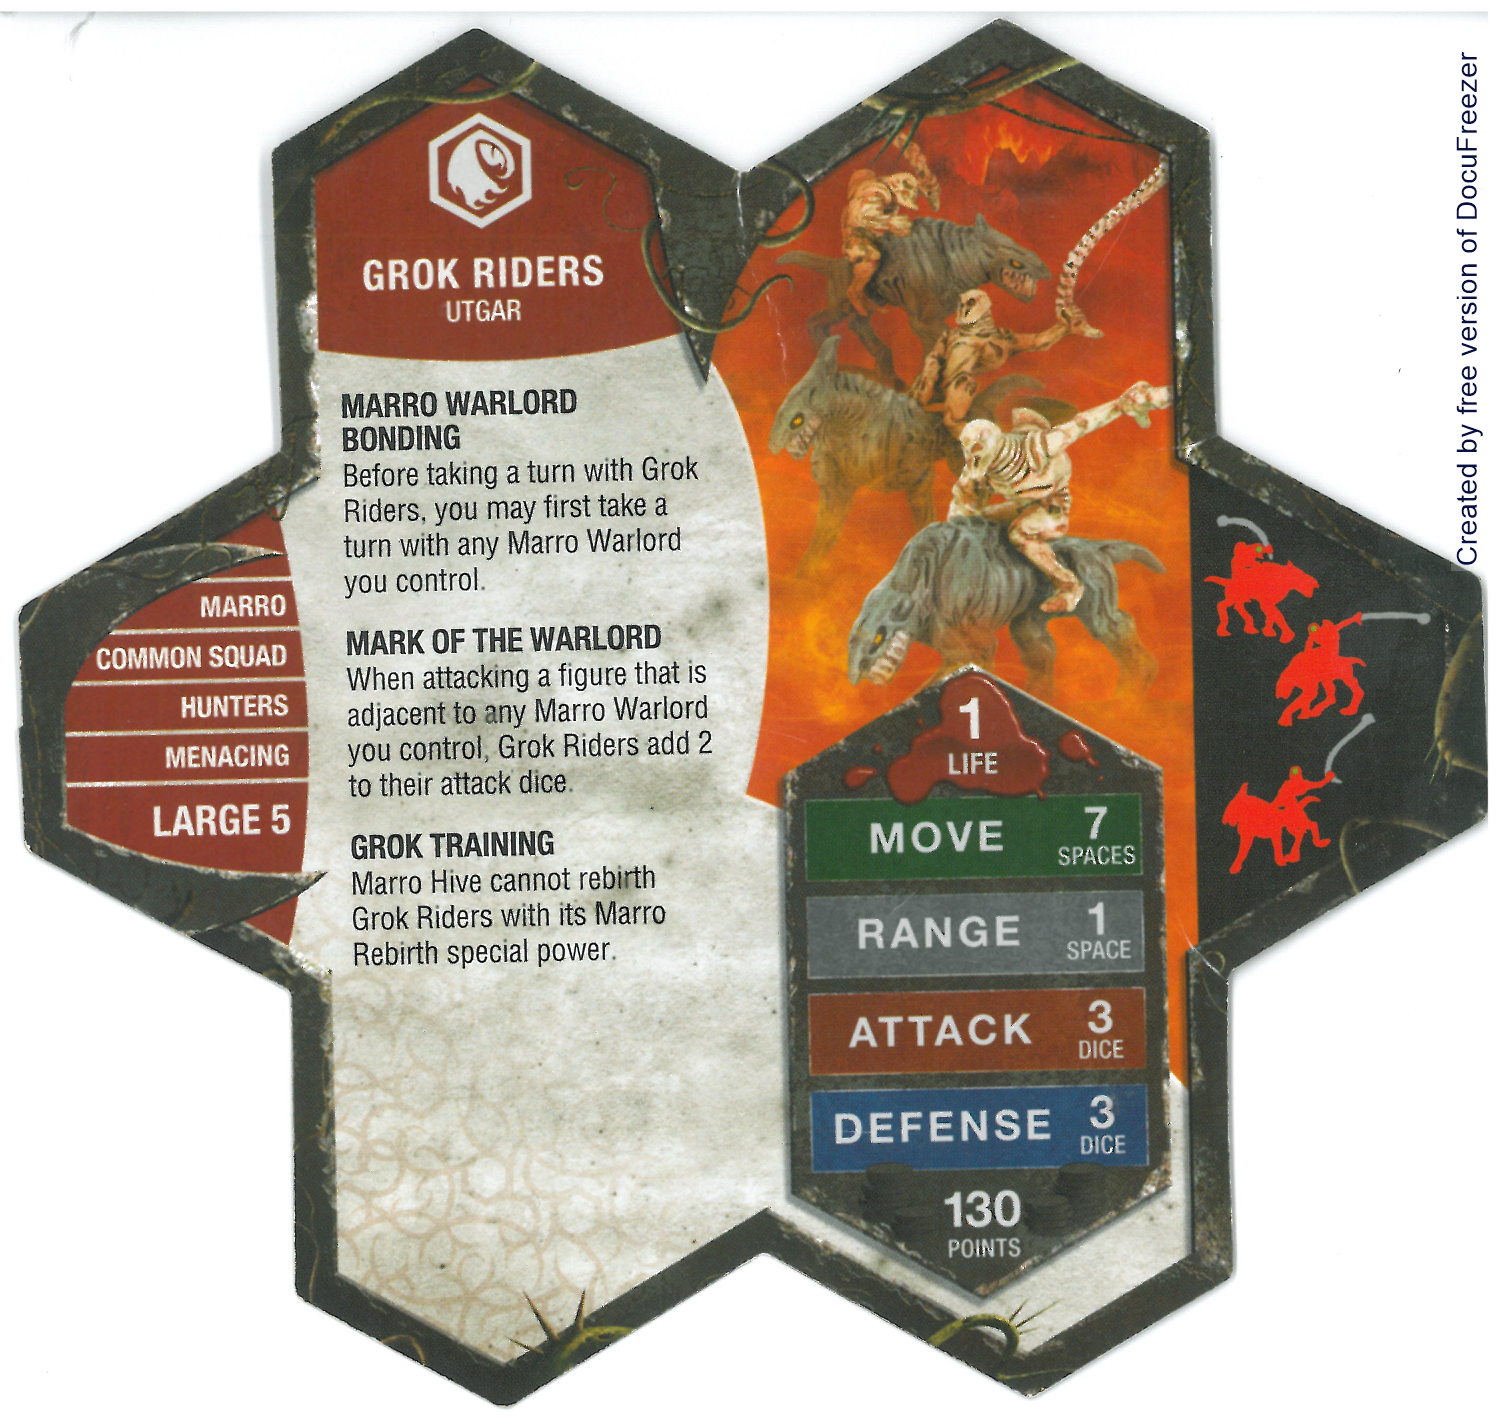 GROK RIDERS
UTGAR
MARRO WARLORD
BONDING
Before taking a turn with Grok
Riders, you may first take a
turn with any Marro Warlord
you control.
MARK OF THE WARLORD
When attacking a figure that is
adjacent to any Marro Warlord
you control, Grok Riders add 2
to their attack dice.
GROK TRAINING
Marro Hive cannot rebirth
Grok Riders with its Marro
Rebirth special power.
MARRO
COMMON SQUAD
HUNTERS
MENACING
LARGE 5
1
LIFE
MOVE 7
SPACES
RANGE 1
SPACE
ATTACK 3
DICE
DEFENSE 3
DICE
130
POINTS
Created by free version of DocuFreezer